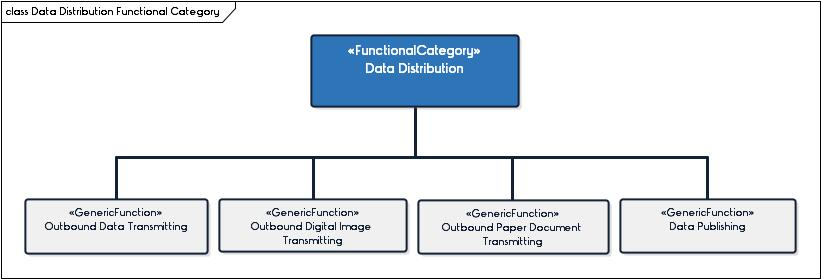 class Data Distribution Functional Category
«FunctionalCategory»
Data Distribution
«GenericFunction»
Outbound Data Transmitting
«GenericFunction»
Outbound Digital Image
Transmitting
«GenericFunction»
Outbound Paper Document
Transmitting
«GenericFunction»
Data Publishing